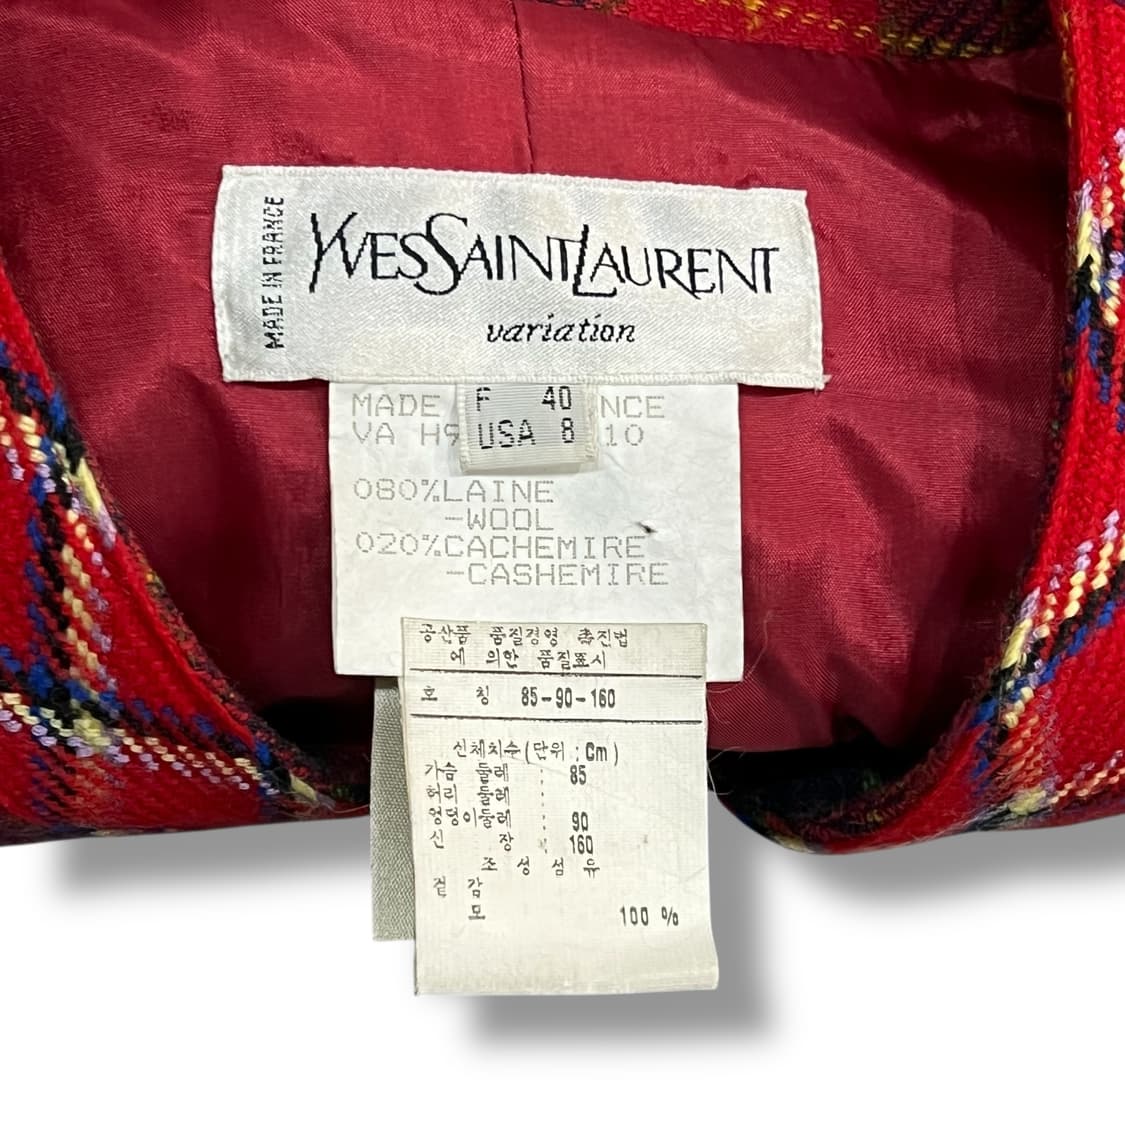 MADE IN FRANCE
YVESSAINTLAURENT
variation
MADE NCE
F 40
VA H9 10
USA 8
080%LAINE
-WOOL
020%CACHEMIRE
-CASHEMIRE
공산품 품질경영 촉진법
에 의한 품질표시
호 칭 85-90-160
신체치수(단위 : Cm)
가슴 둘레 : 85
허리 둘레 :
엉덩이둘레 : 90
신 장 : 160
조 성 섬 유
겉 감
모 100 %